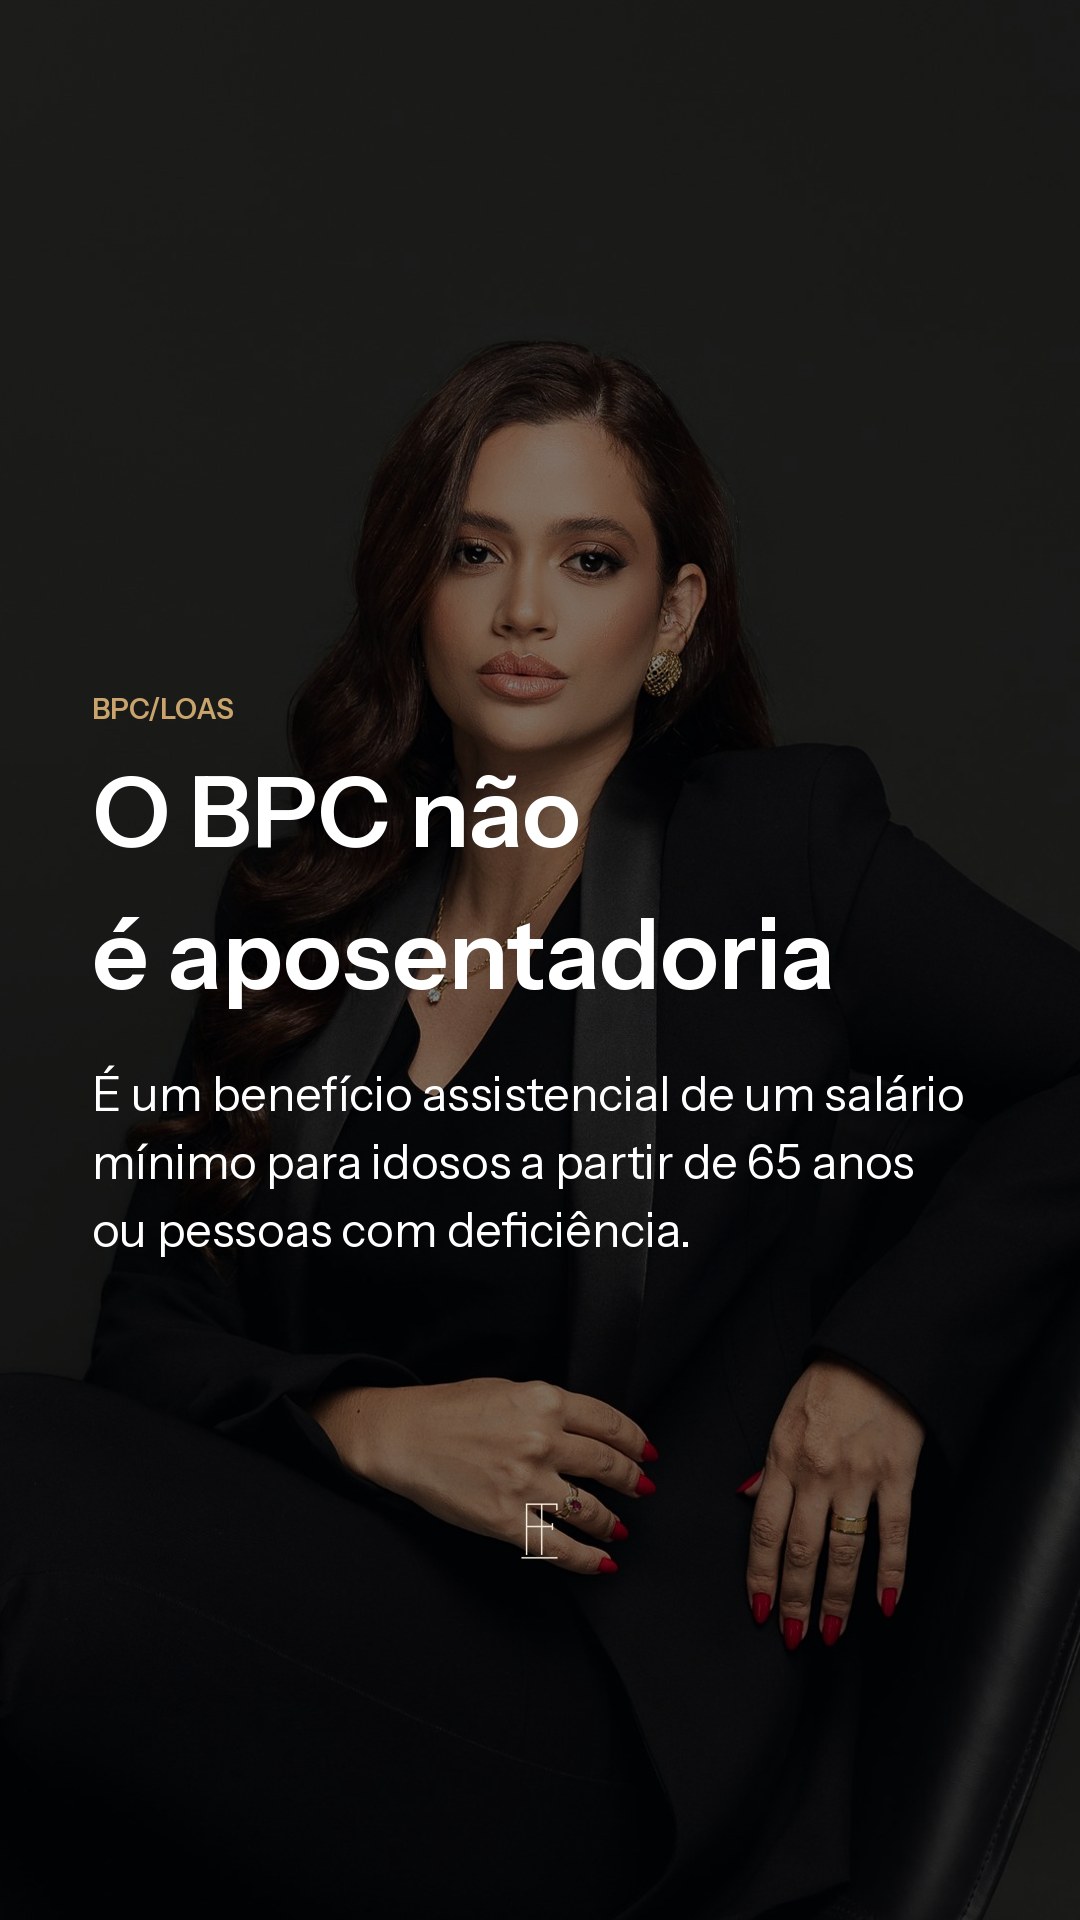 BPC/LOAS
O BPC não
é aposentadoria
É um benefício assistencial de um salário
mínimo para idosos a partir de 65 anos
ou pessoas com deficiência.